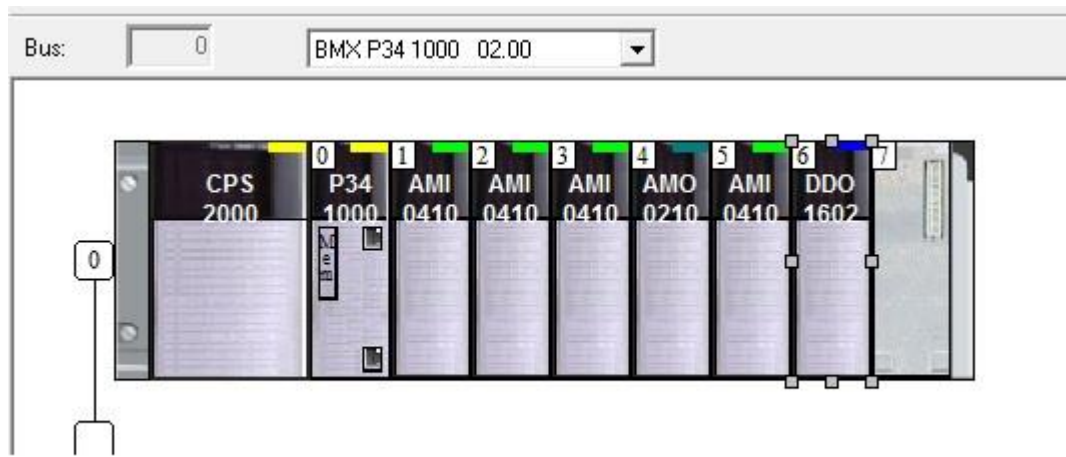 Bus: 0 BMX P34 1000 02.00
0 1 2 3 4 5 6 7
CPS P34 AMI AMI AMI AMO AMI DDO
2000 1000 0410 0410 0410 0210 0410 1602
Mem
0